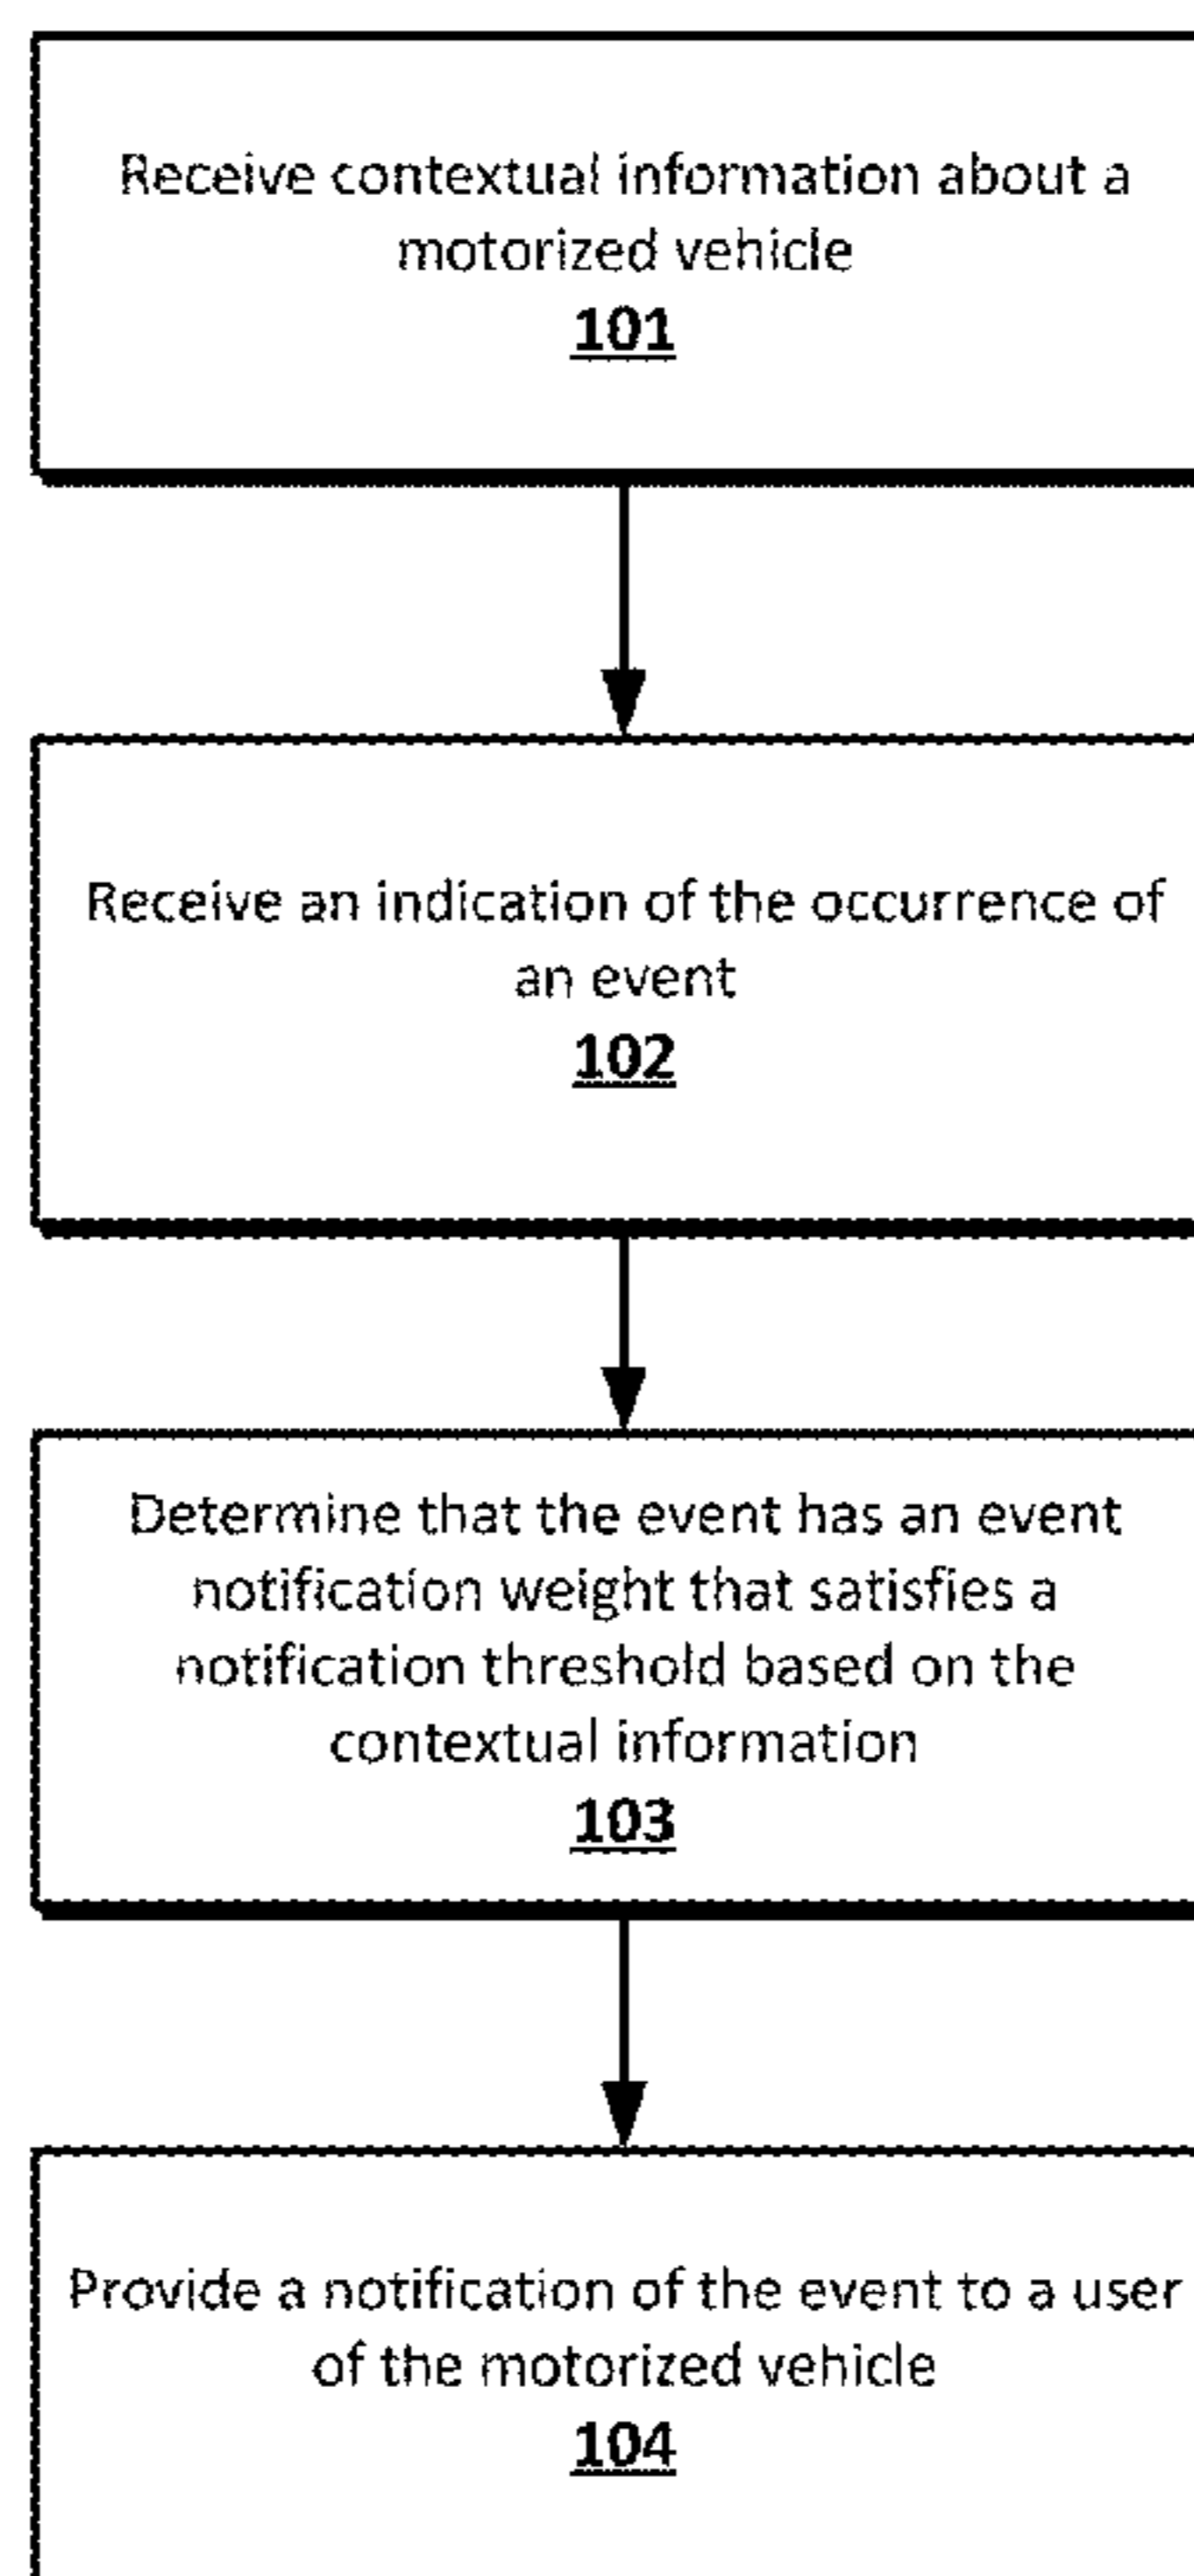 Receive contextual information about a
motorized vehicle
101
Receive an indication of the occurrence of
an event
102
Determine that the event has an event
notification weight that satisfies a
notification threshold based on the
contextual information
103
Provide a notification of the event to a user
of the motorized vehicle
104